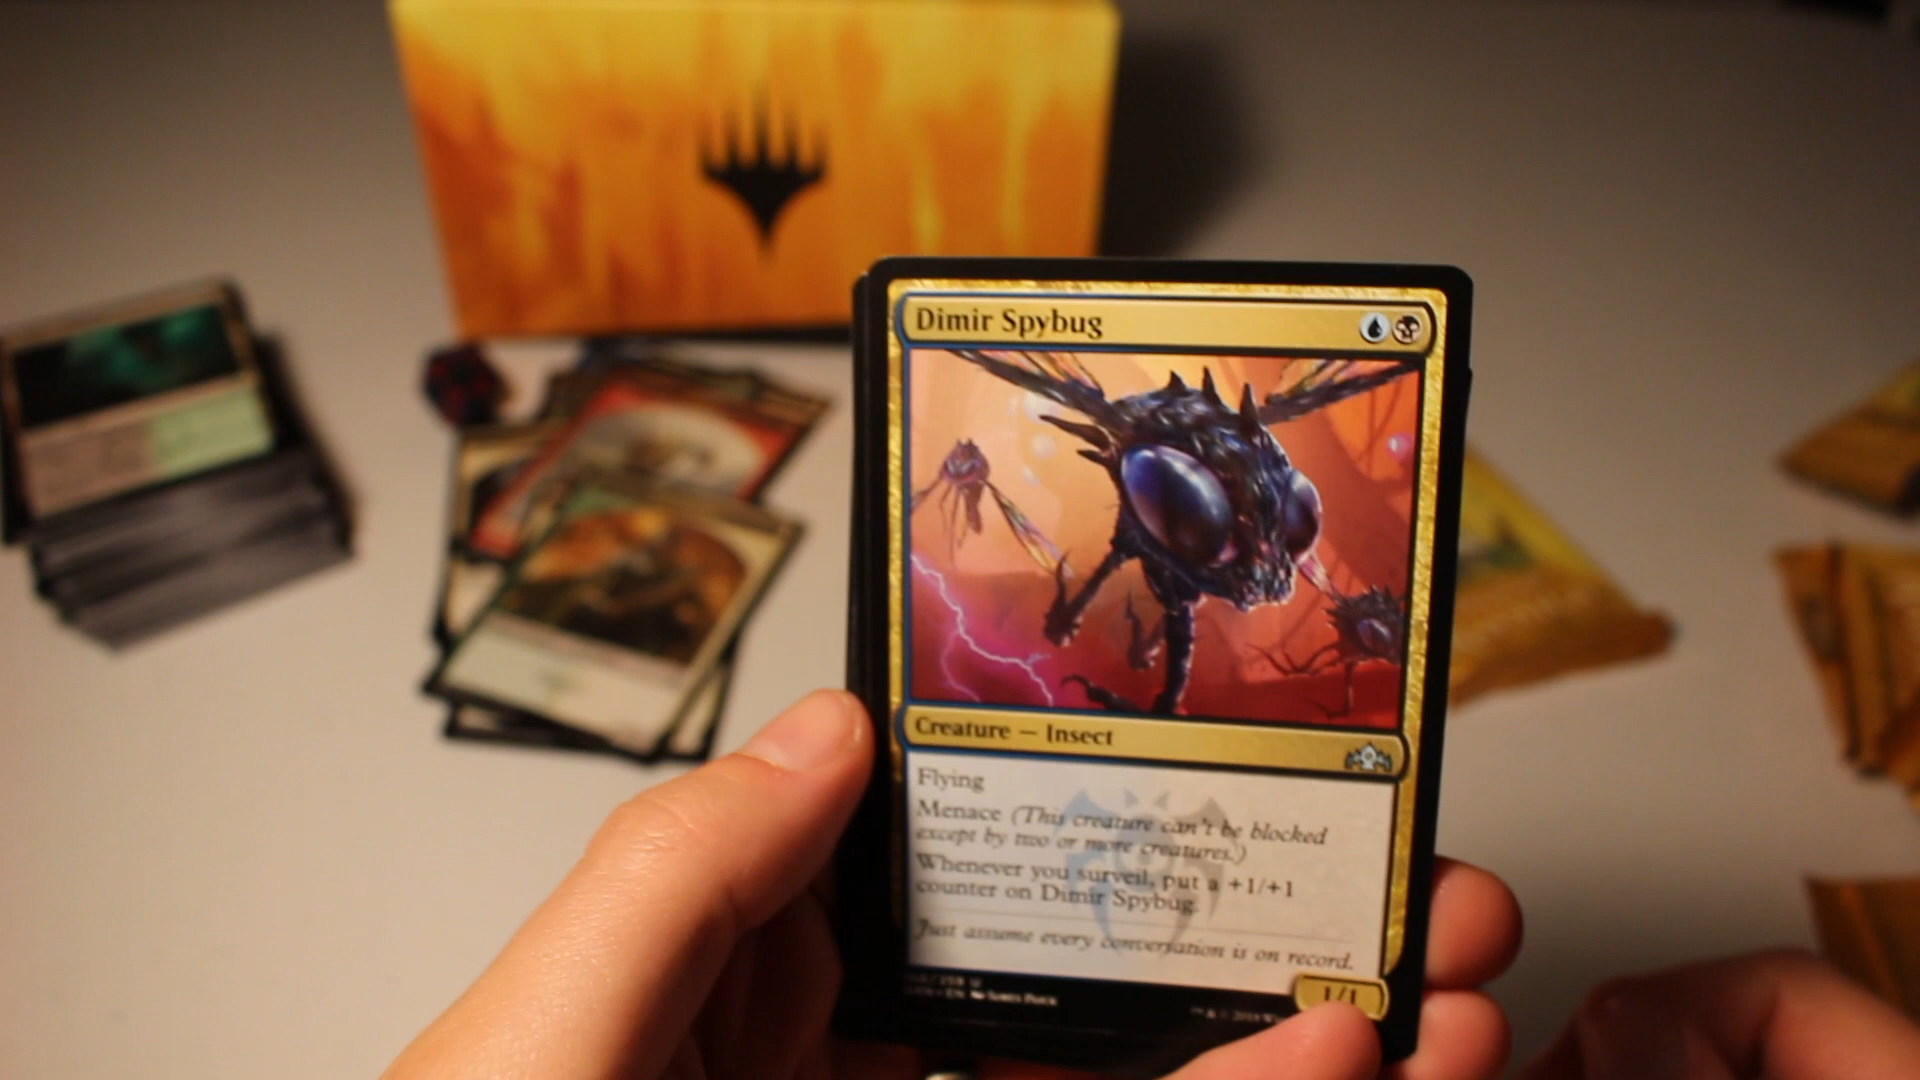 Dimir Spybug
Creature — Insect
Flying
Menace (This creature can't be blocked
except by two or more creatures.)
Whenever you surveil, put a +1/+1
counter on Dimir Spybug.
Just assume every conversation is on record.
1/1